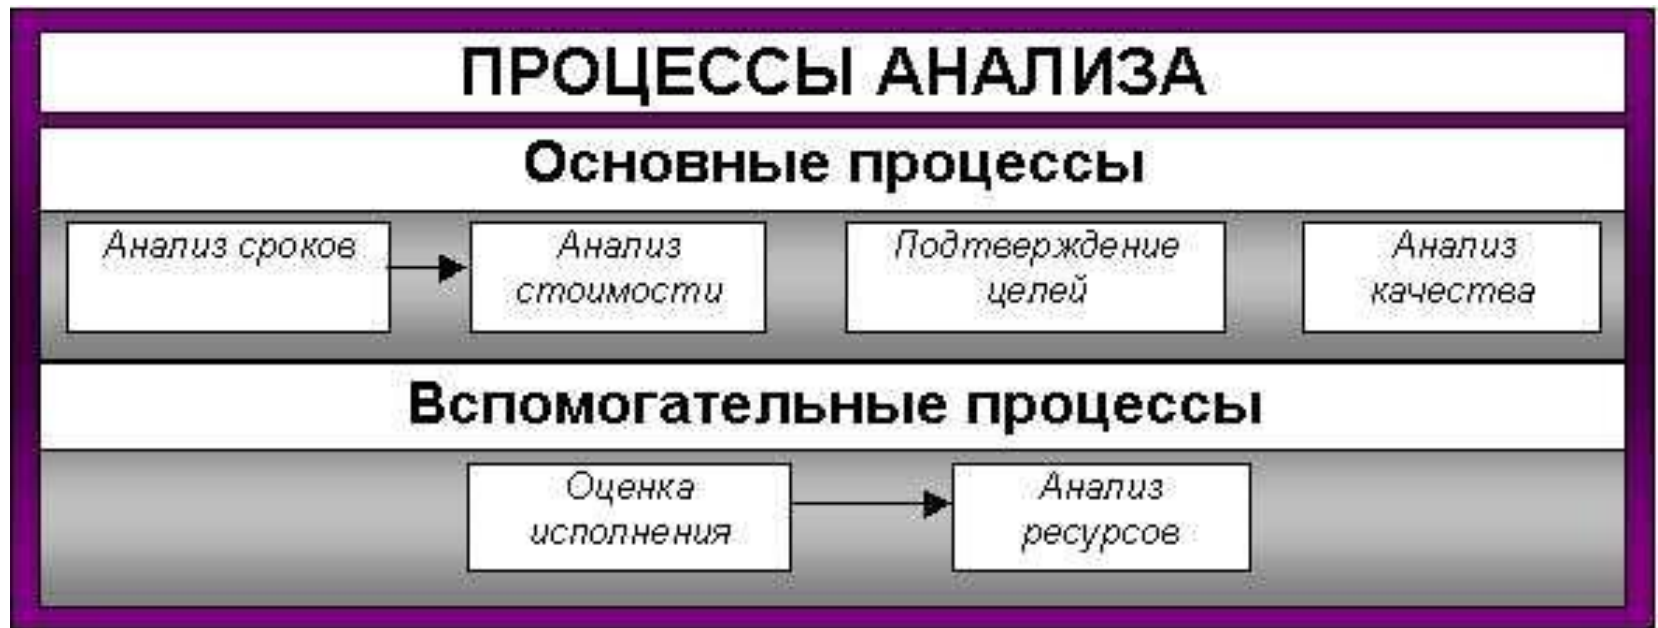 ПРОЦЕССЫ АНАЛИЗА
Основные процессы
Анализ сроков
Анализ
стоимости
Подтверждение
целей
Анализ
качества
Вспомогательные процессы
Оценка
исполнения
Анализ
ресурсов